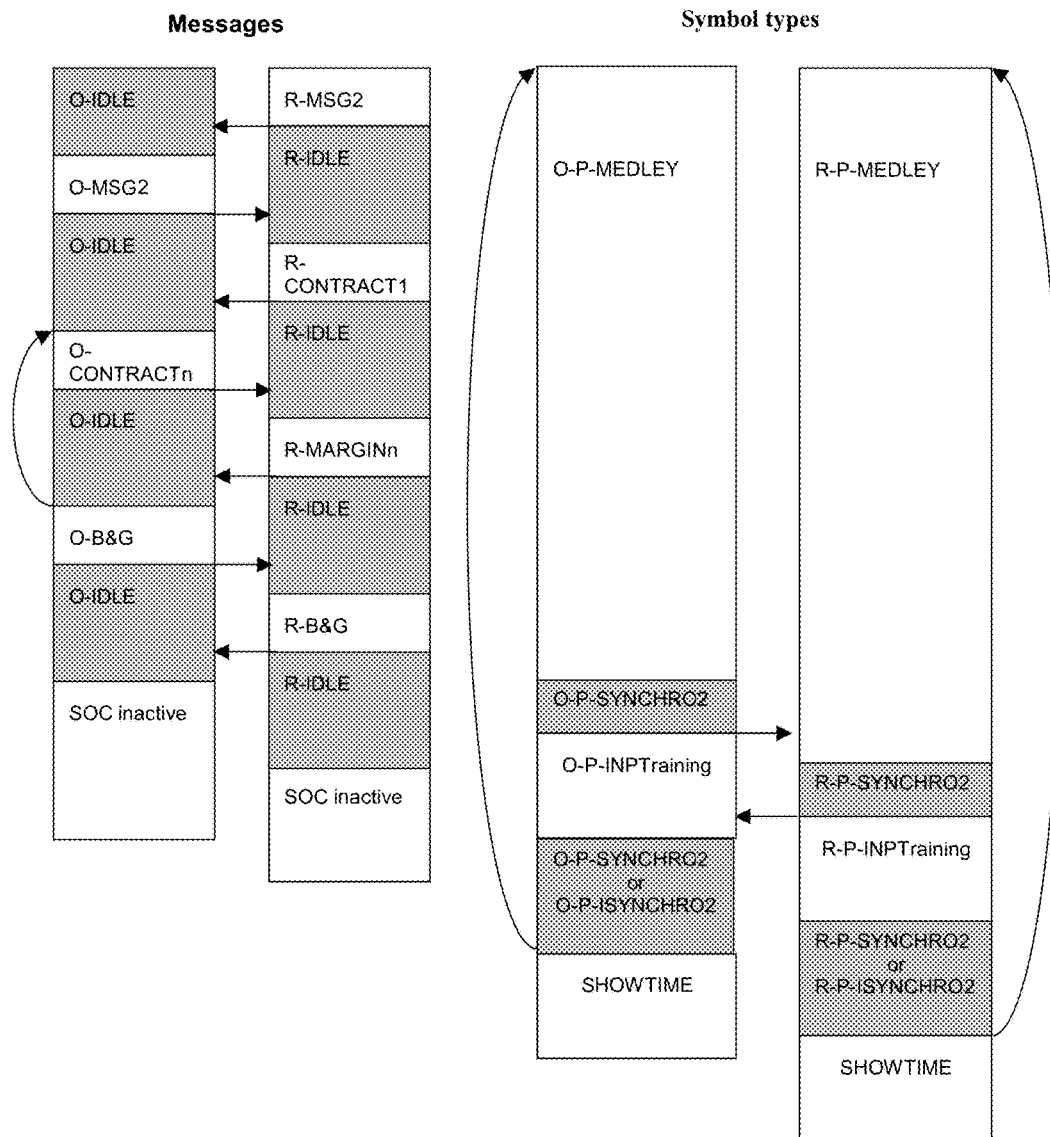 Messages
O-IDLE
O-MSG2
O-IDLE
O-
CONTRACTn
O-IDLE
O-B&G
O-IDLE
SOC inactive
R-MSG2
R-IDLE
R-
CONTRACT1
R-IDLE
R-MARGINn
R-IDLE
R-B&G
R-IDLE
SOC inactive
Symbol types
O-P-MEDLEY
O-P-SYNCHRO2
O-P-INPTraining
O-P-SYNCHRO2
or
O-P-ISYNCHRO2
SHOWTIME
R-P-MEDLEY
R-P-SYNCHRO2
R-P-INPTraining
R-P-SYNCHRO2
or
R-P-ISYNCHRO2
SHOWTIME